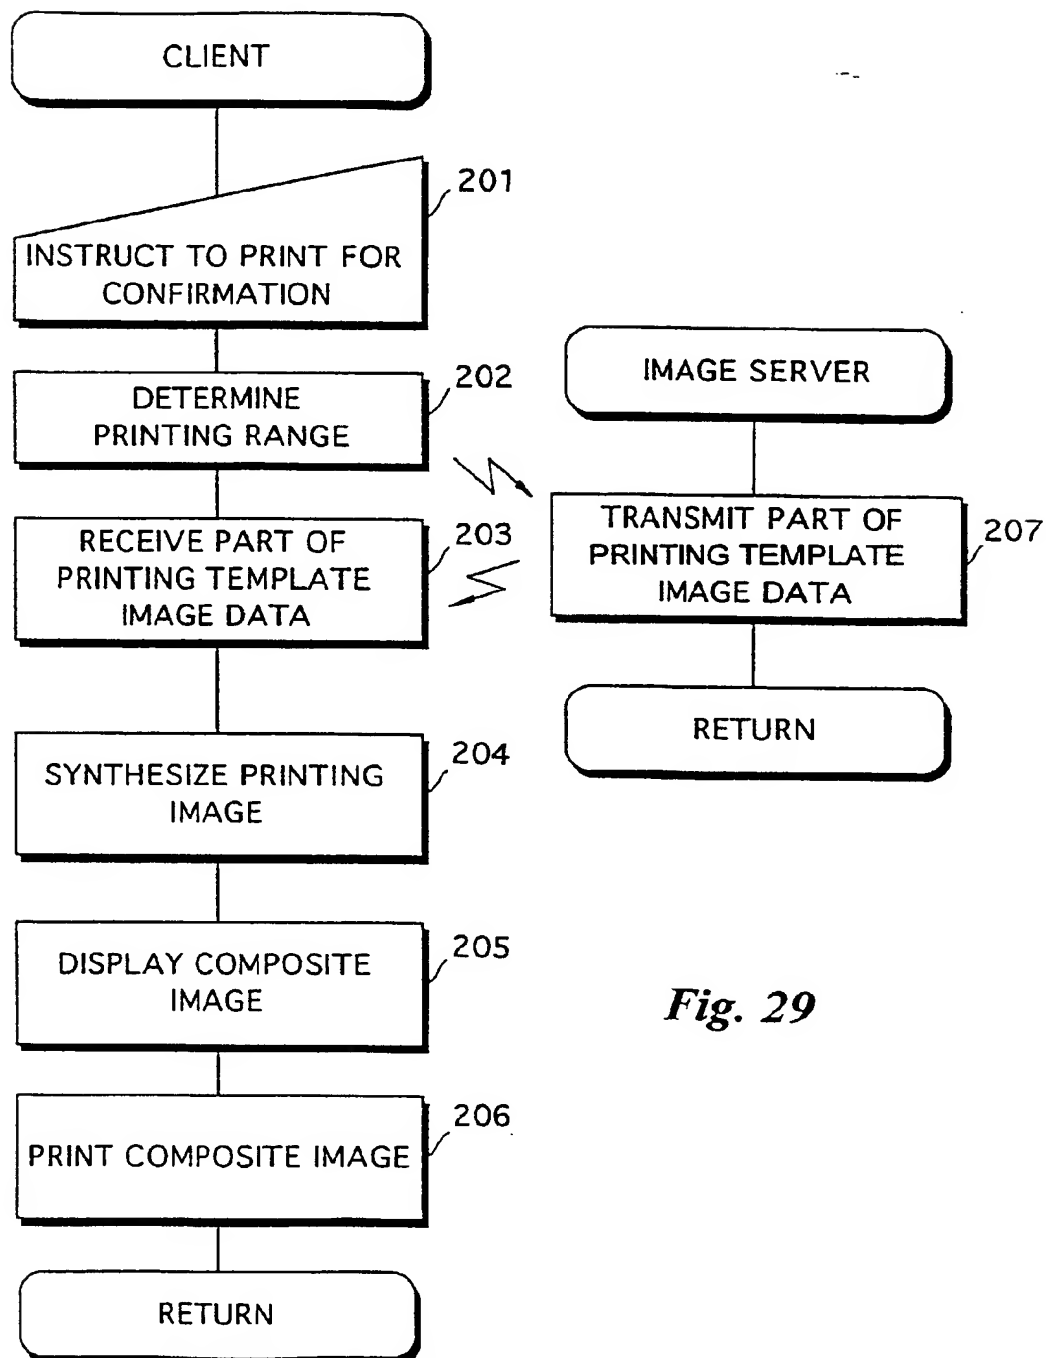 CLIENT
201
INSTRUCT TO PRINT FOR
CONFIRMATION
202
DETERMINE
PRINTING RANGE
203
RECEIVE PART OF
PRINTING TEMPLATE
IMAGE DATA
204
SYNTHESIZE PRINTING
IMAGE
205
DISPLAY COMPOSITE
IMAGE
206
PRINT COMPOSITE IMAGE
RETURN
IMAGE SERVER
TRANSMIT PART OF
PRINTING TEMPLATE
IMAGE DATA
207
RETURN
Fig. 29